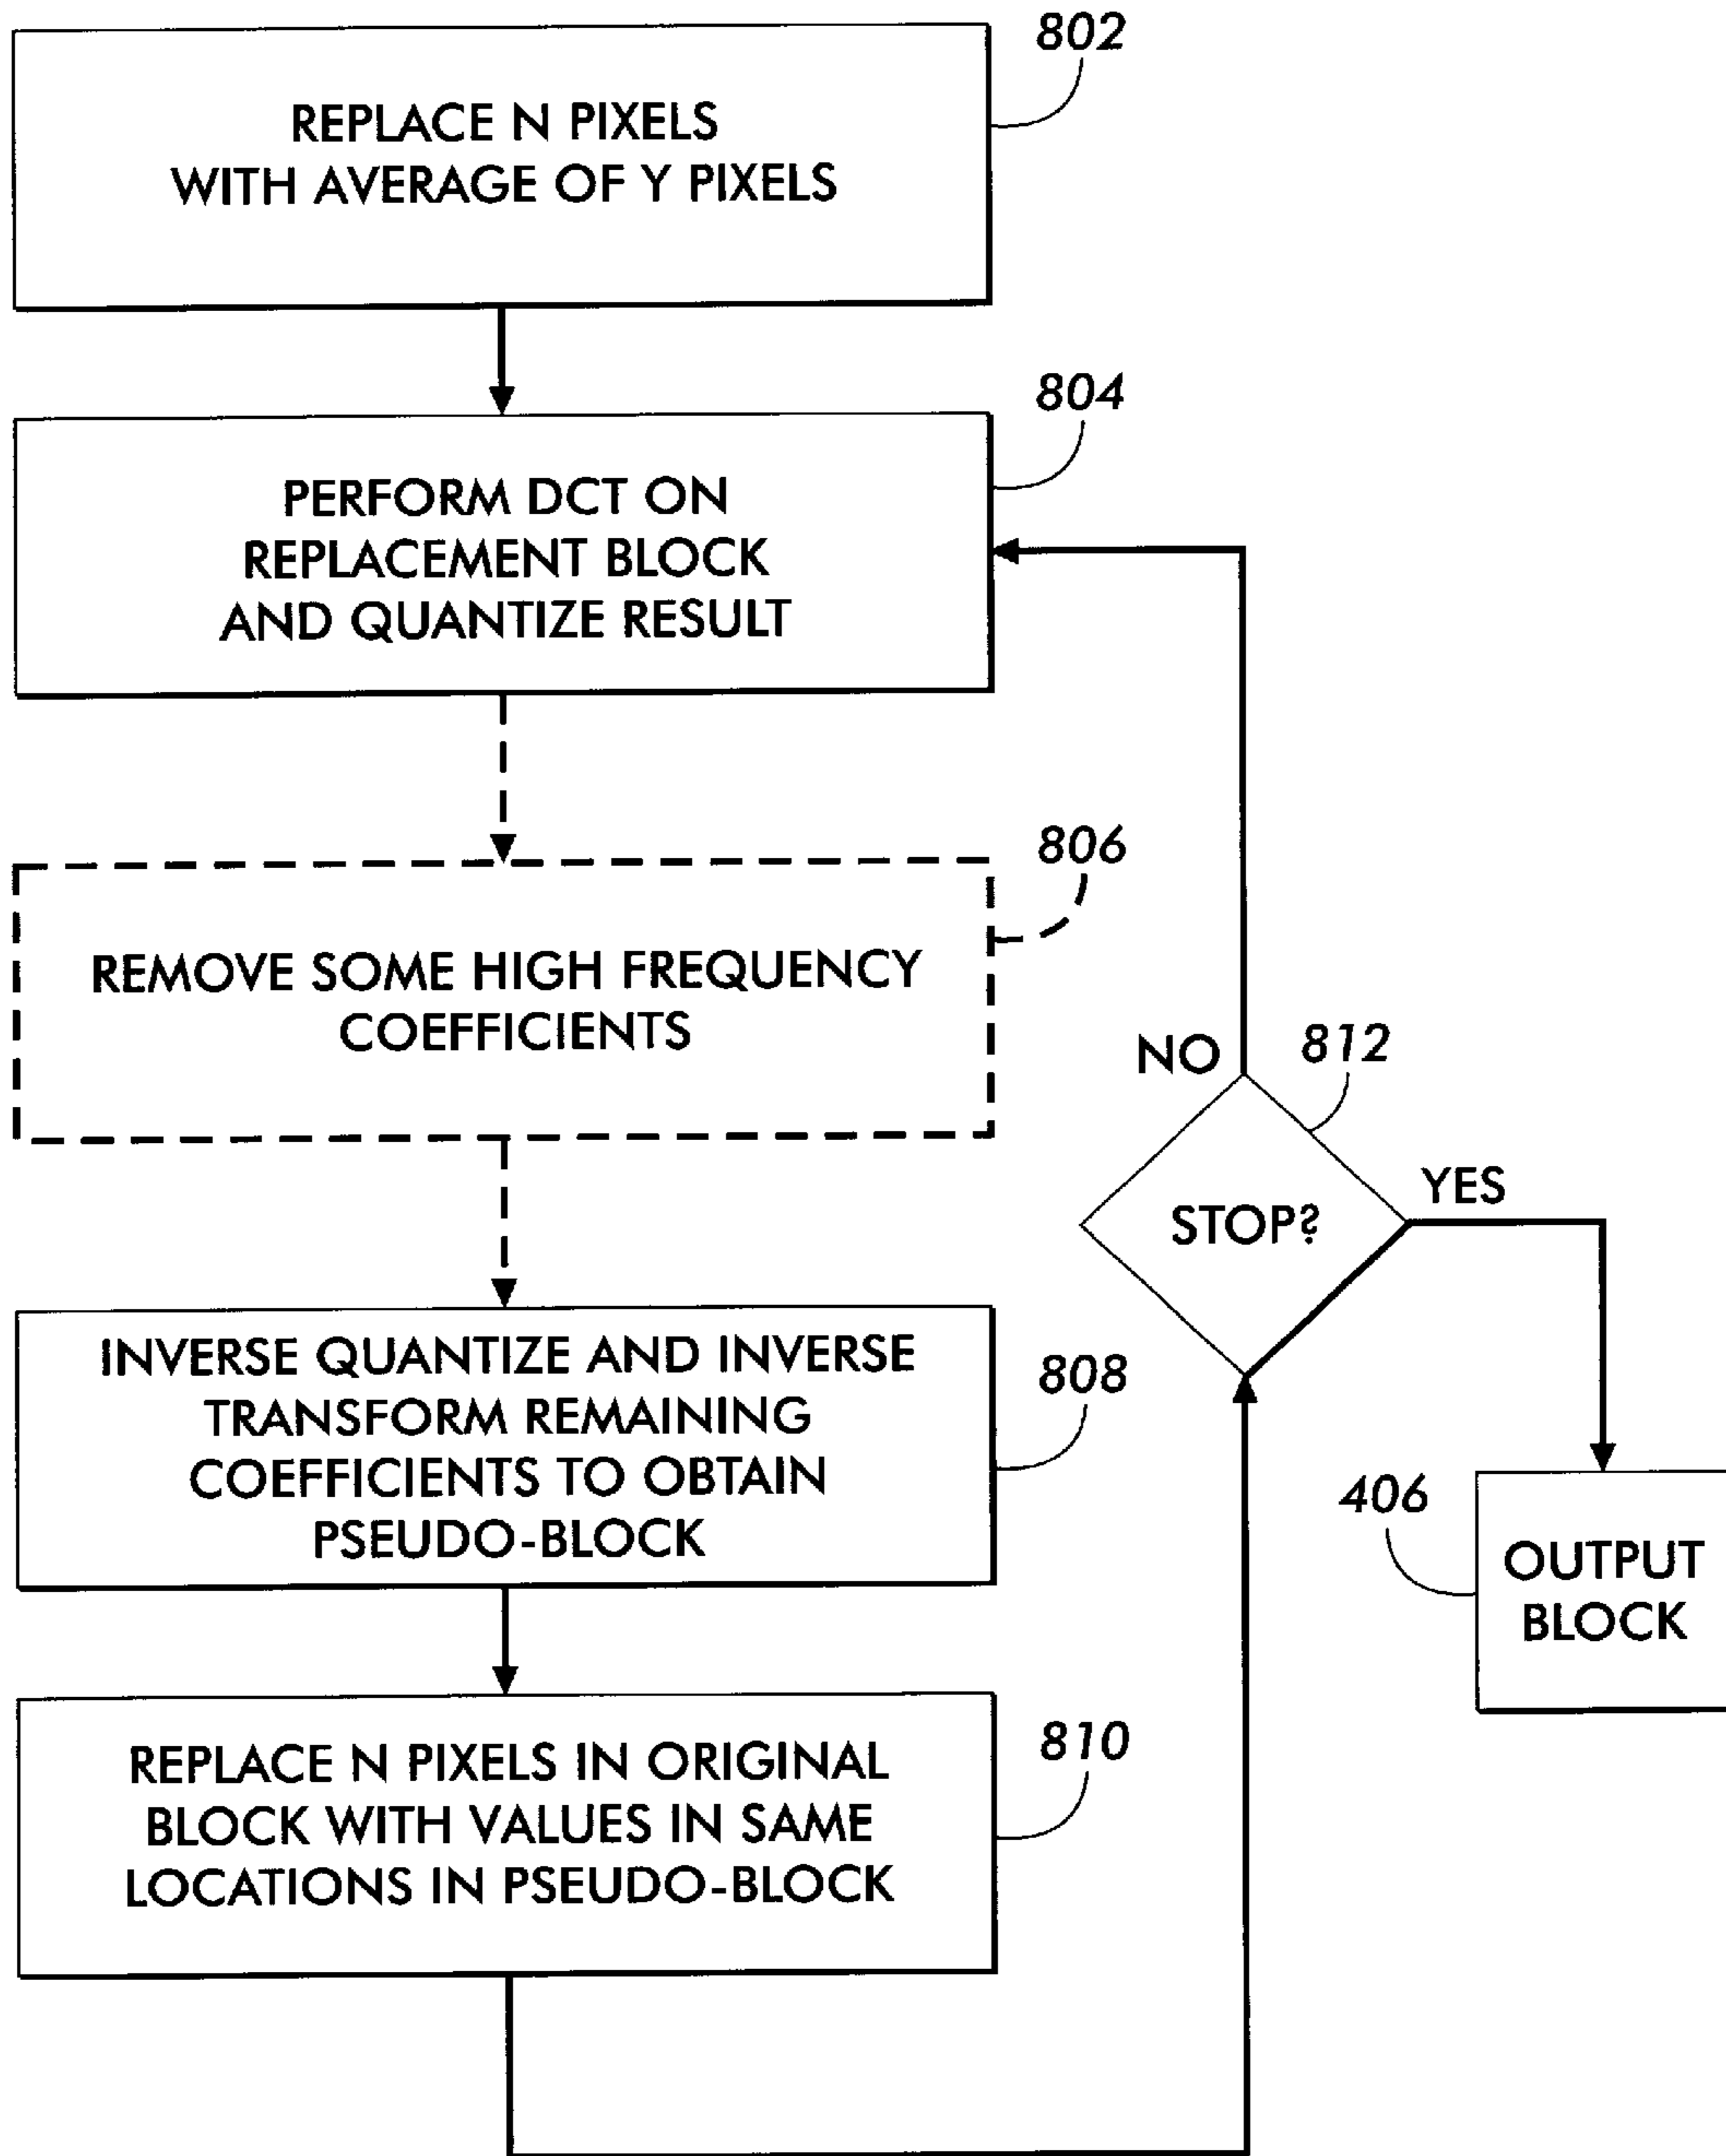 802
REPLACE N PIXELS
WITH AVERAGE OF Y PIXELS
804
PERFORM DCT ON
REPLACEMENT BLOCK
AND QUANTIZE RESULT
806
REMOVE SOME HIGH FREQUENCY
COEFFICIENTS
NO
812
STOP?
YES
INVERSE QUANTIZE AND INVERSE
TRANSFORM REMAINING
COEFFICIENTS TO OBTAIN
PSEUDO-BLOCK
808
406
OUTPUT
BLOCK
810
REPLACE N PIXELS IN ORIGINAL
BLOCK WITH VALUES IN SAME
LOCATIONS IN PSEUDO-BLOCK